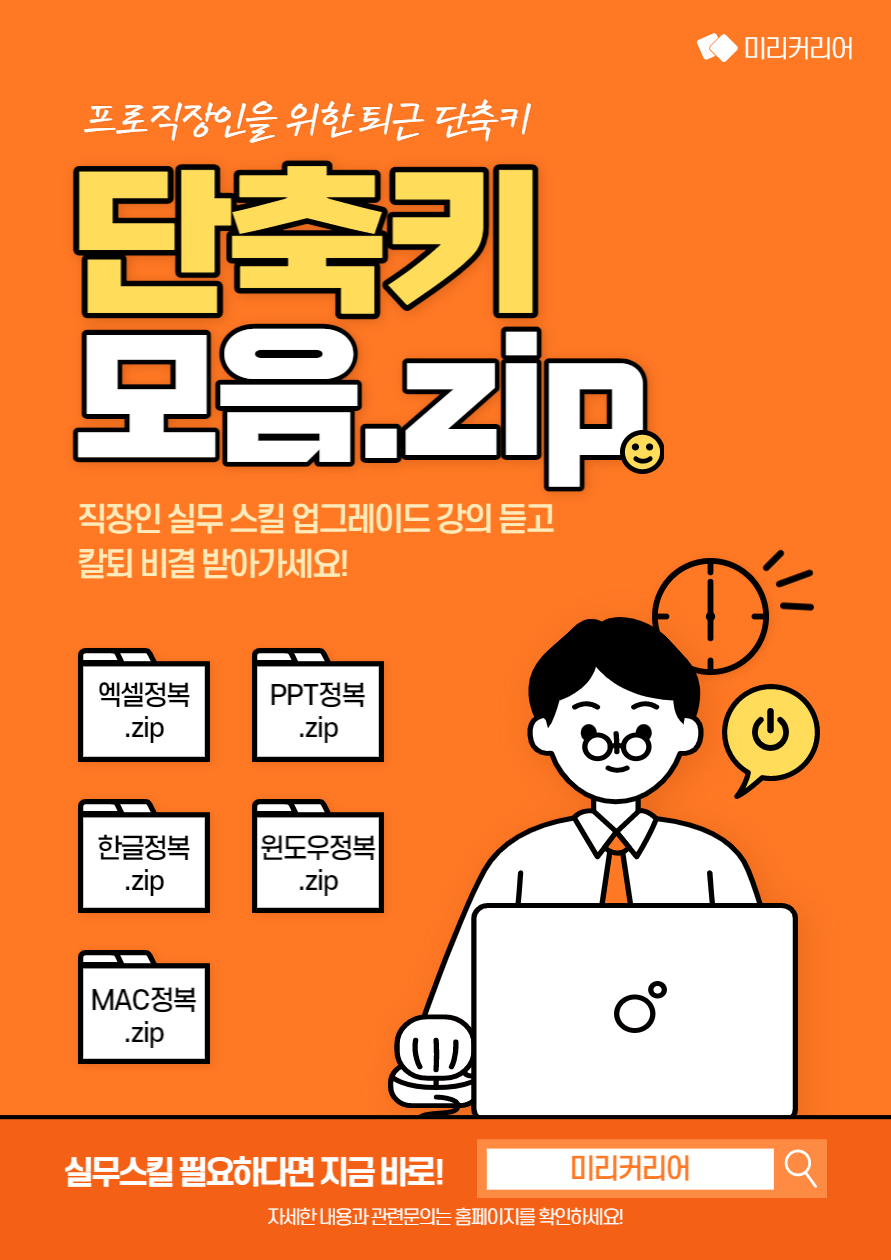 미리커리어
프로직장인을 위한 퇴근 단축키
단축키
모음.zip
직장인 실무 스킬 업그레이드 강의 듣고
칼퇴 비결 받아가세요!
엑셀정복
.zip
PPT정복
.zip
한글정복
.zip
윈도우정복
.zip
MAC정복
.zip
실무스킬 필요하다면 지금 바로!
미리커리어
자세한 내용과 관련문의는 홈페이지를 확인하세요!